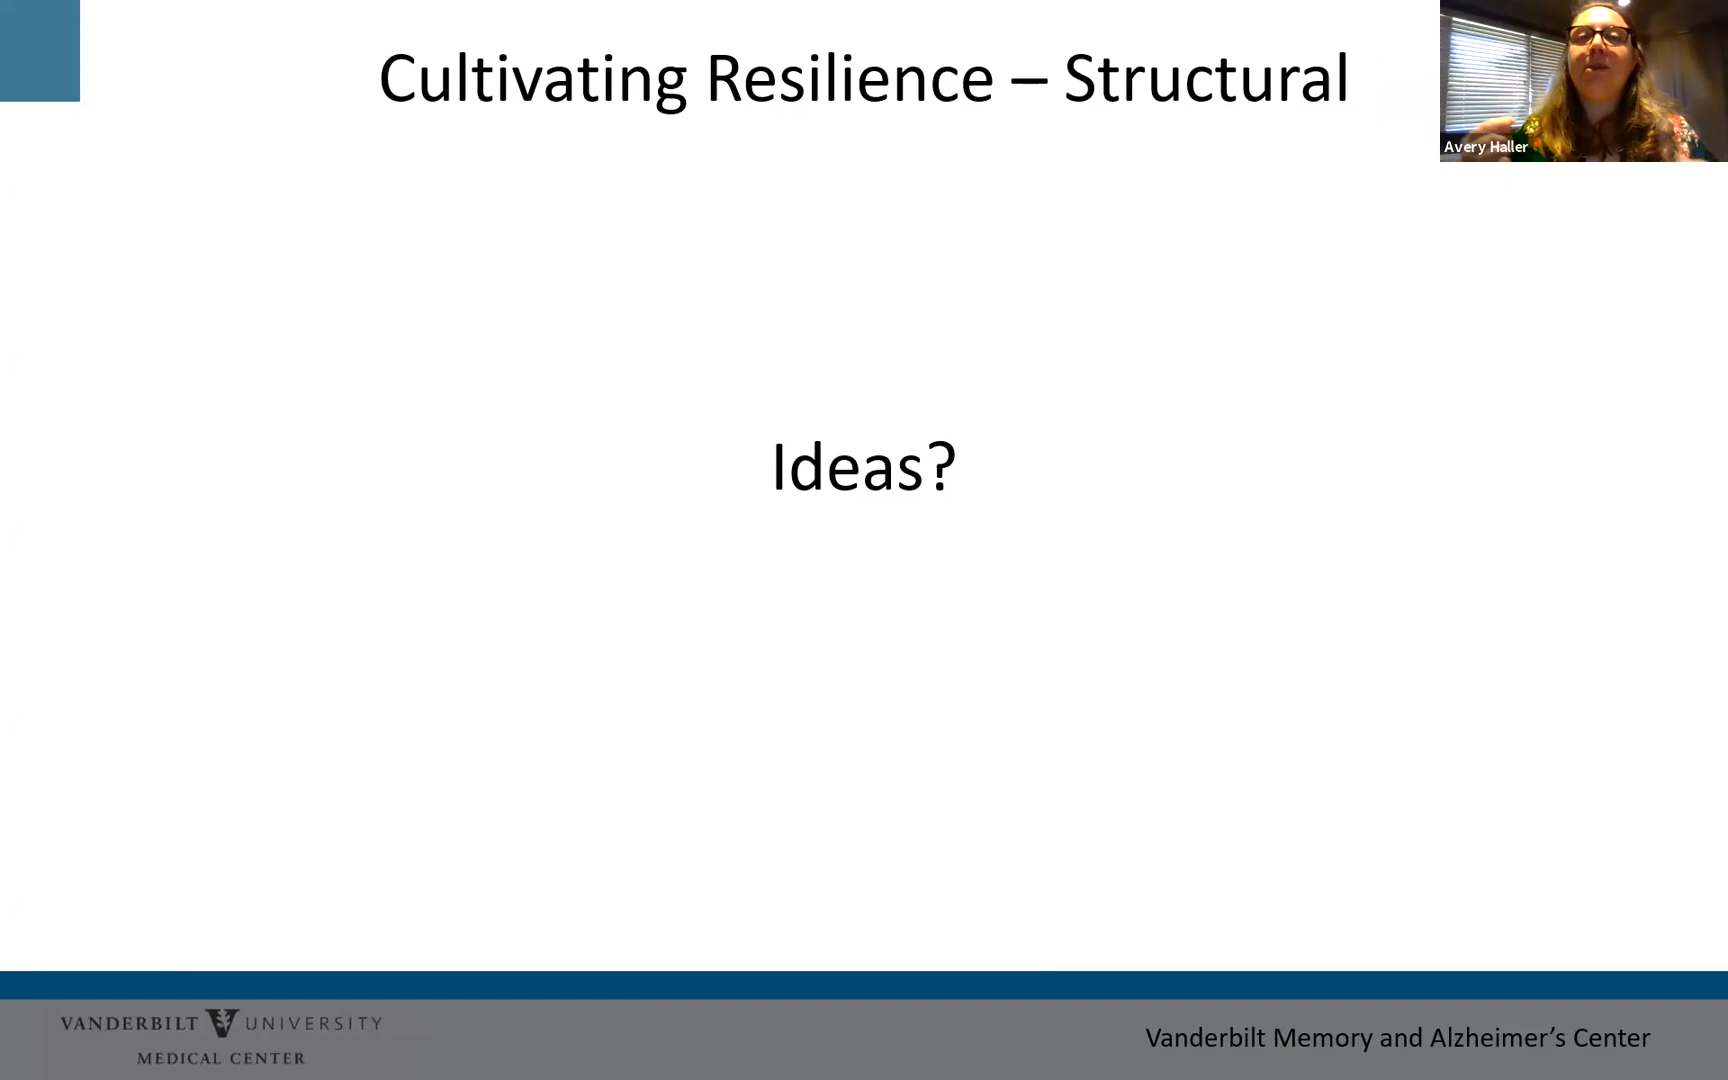 Cultivating Resilience – Structural
Avery Haller
Ideas?
VANDERBILT UNIVERSITY
MEDICAL CENTER
Vanderbilt Memory and Alzheimer’s Center